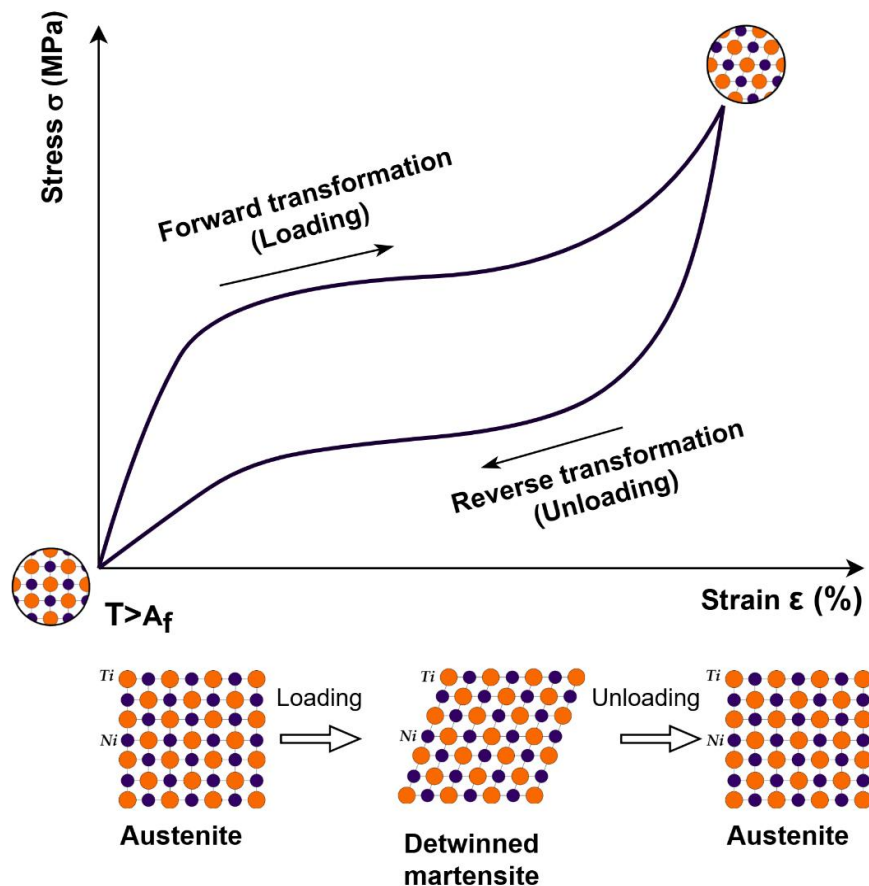 Stress σ (MPa)
Forward transformation
(Loading)
Reverse transformation
(Unloading)
T>Af
Strain ε (%)
Ti
Ni
Loading
Ti
Ni
Unloading
Ti
Ni
Austenite
Detwinned
martensite
Austenite